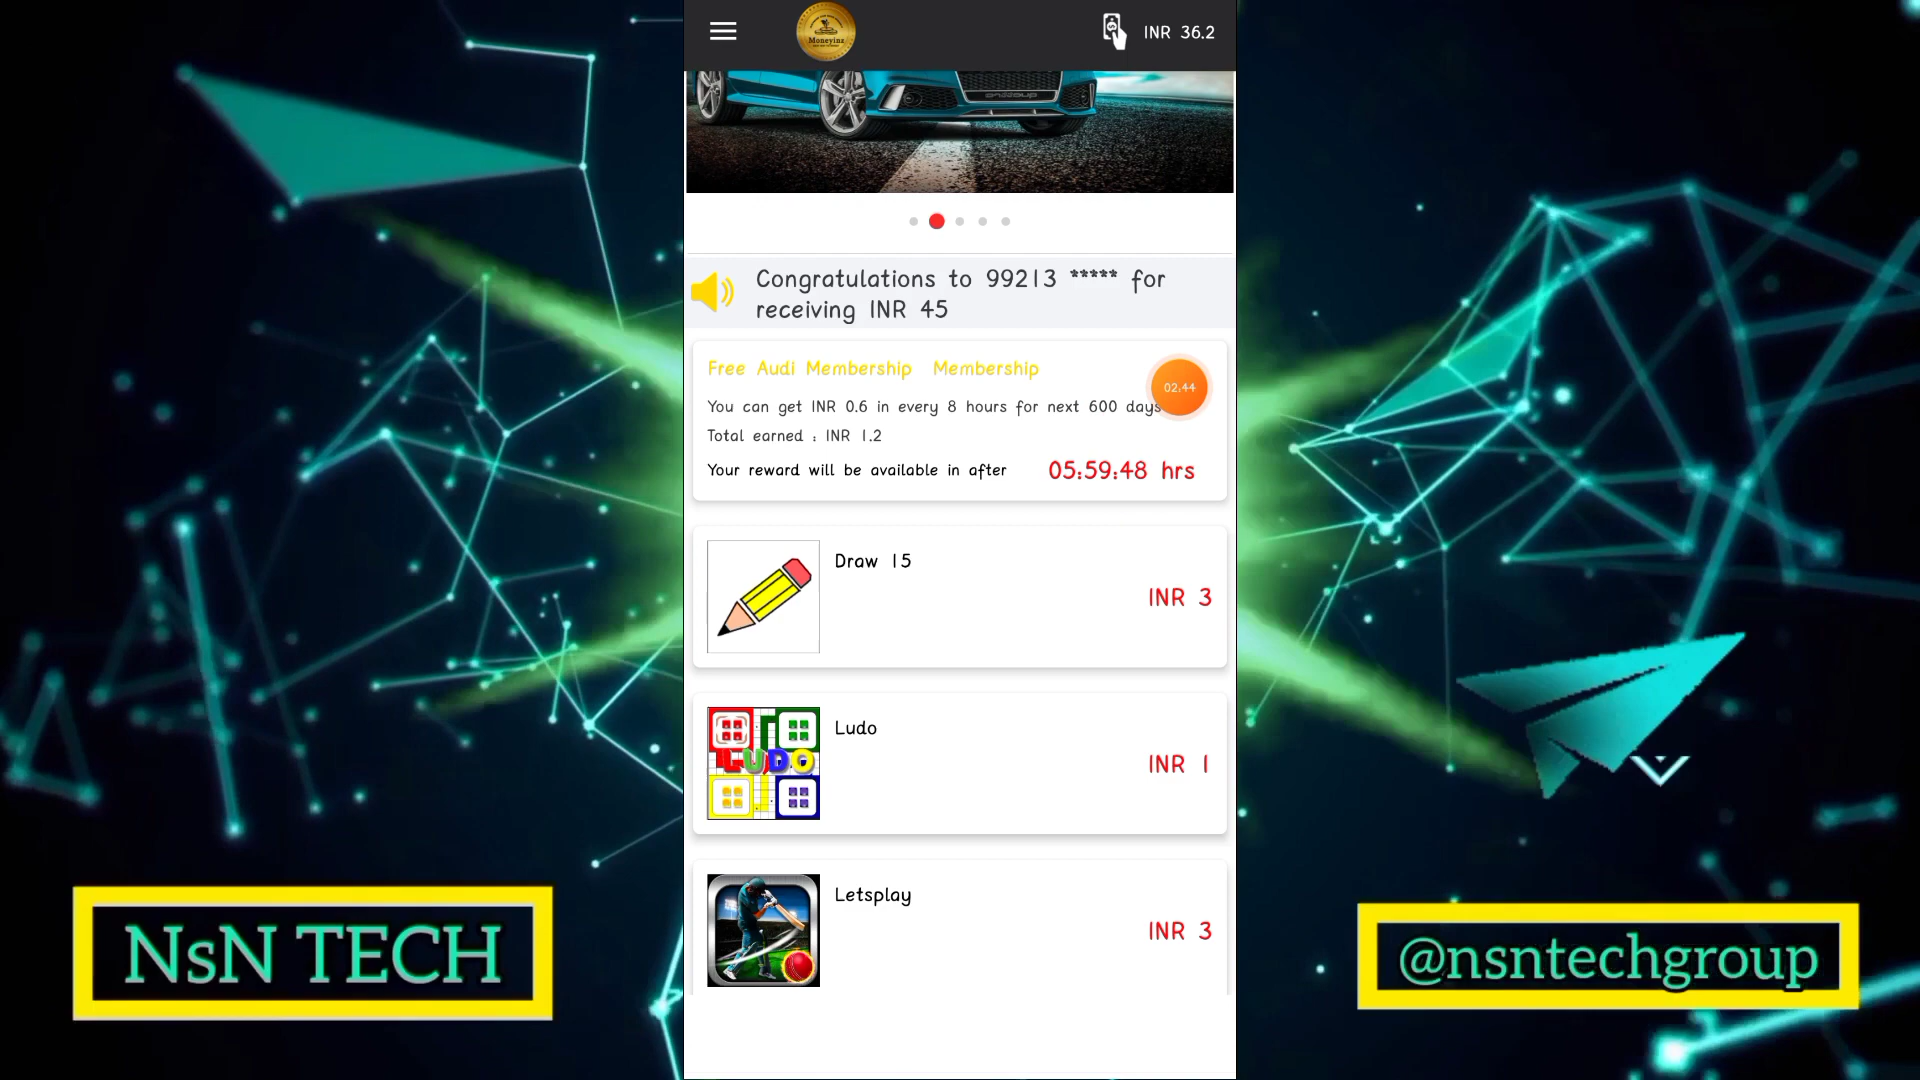 Moneyinz
INR 36.2
Congratulations to 99213 ***** for
receiving INR 45
Free Audi Membership Membership
You can get INR 0.6 in every 8 hours for next 600 days
02:44
Total earned : INR 1.2
Your reward will be available in after 05:59:48 hrs
Draw 15
INR 3
LUDO
Ludo
INR 1
Letsplay
INR 3
NsN TECH
@nsntechgroup